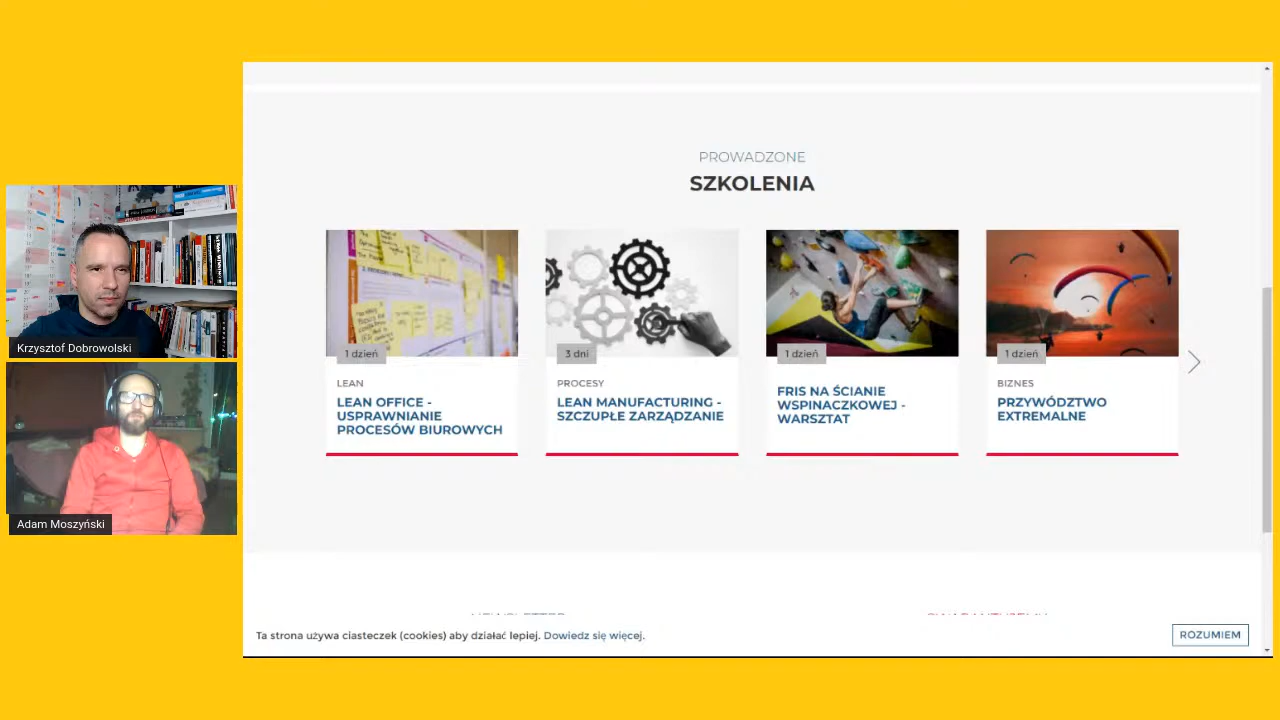 PROWADZONE
SZKOLENIA
1 dzień
LEAN
LEAN OFFICE -
USPRAWNIANIE
PROCESÓW BIUROWYCH
3 dni
PROCESY
LEAN MANUFACTURING -
SZCZUPŁE ZARZĄDZANIE
1 dzień
FRIS NA ŚCIANIE
WSPINACZKOWEJ -
WARSZTAT
1 dzień
BIZNES
PRZYWÓDZTWO
EXTREMALNE
Krzysztof Dobrowolski
Adam Moszyński
Ta strona używa ciasteczek (cookies) aby działać lepiej. Dowiedz się więcej.
ROZUMIEM